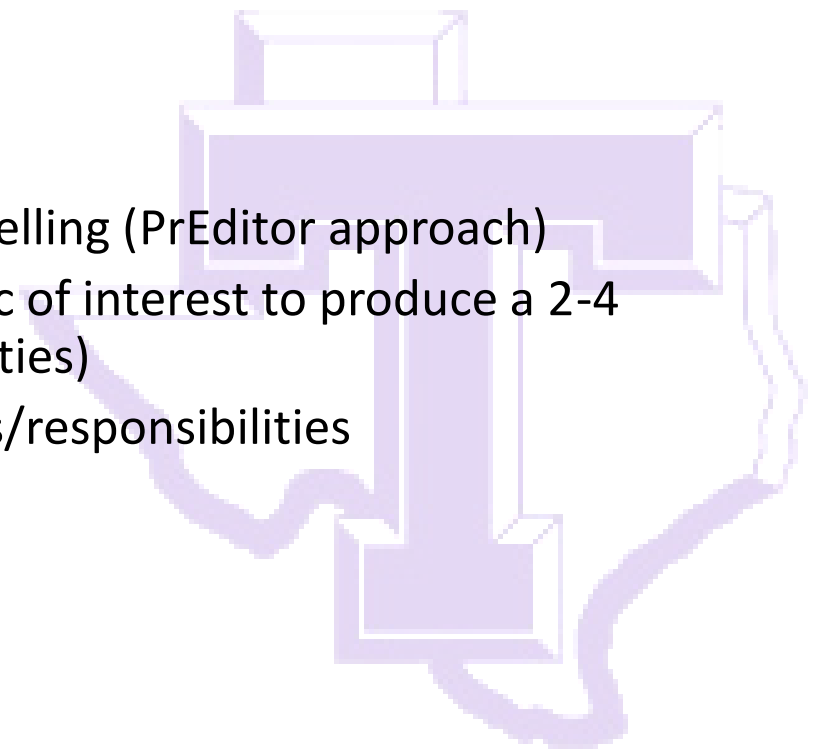 elling (PrEditor approach)
c of interest to produce a 2-4
ties)
s/responsibilities